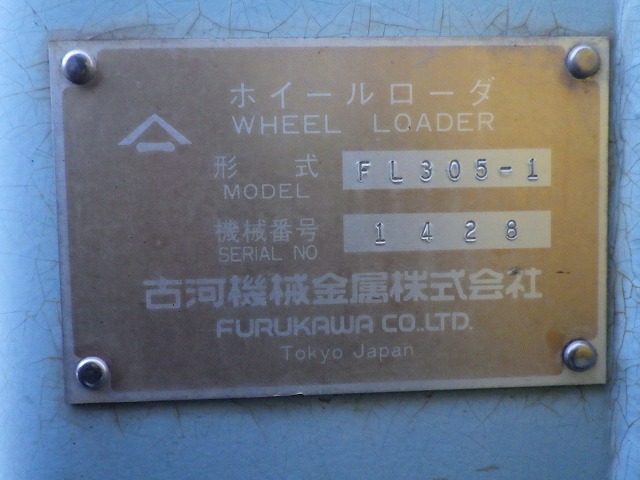 ホイールローダ
WHEEL LOADER
形 式 FL305-1
MODEL
機械番号 1428
SERIAL NO
古河機械金属株式会社
FURUKAWA CO.,LTD.
Tokyo Japan